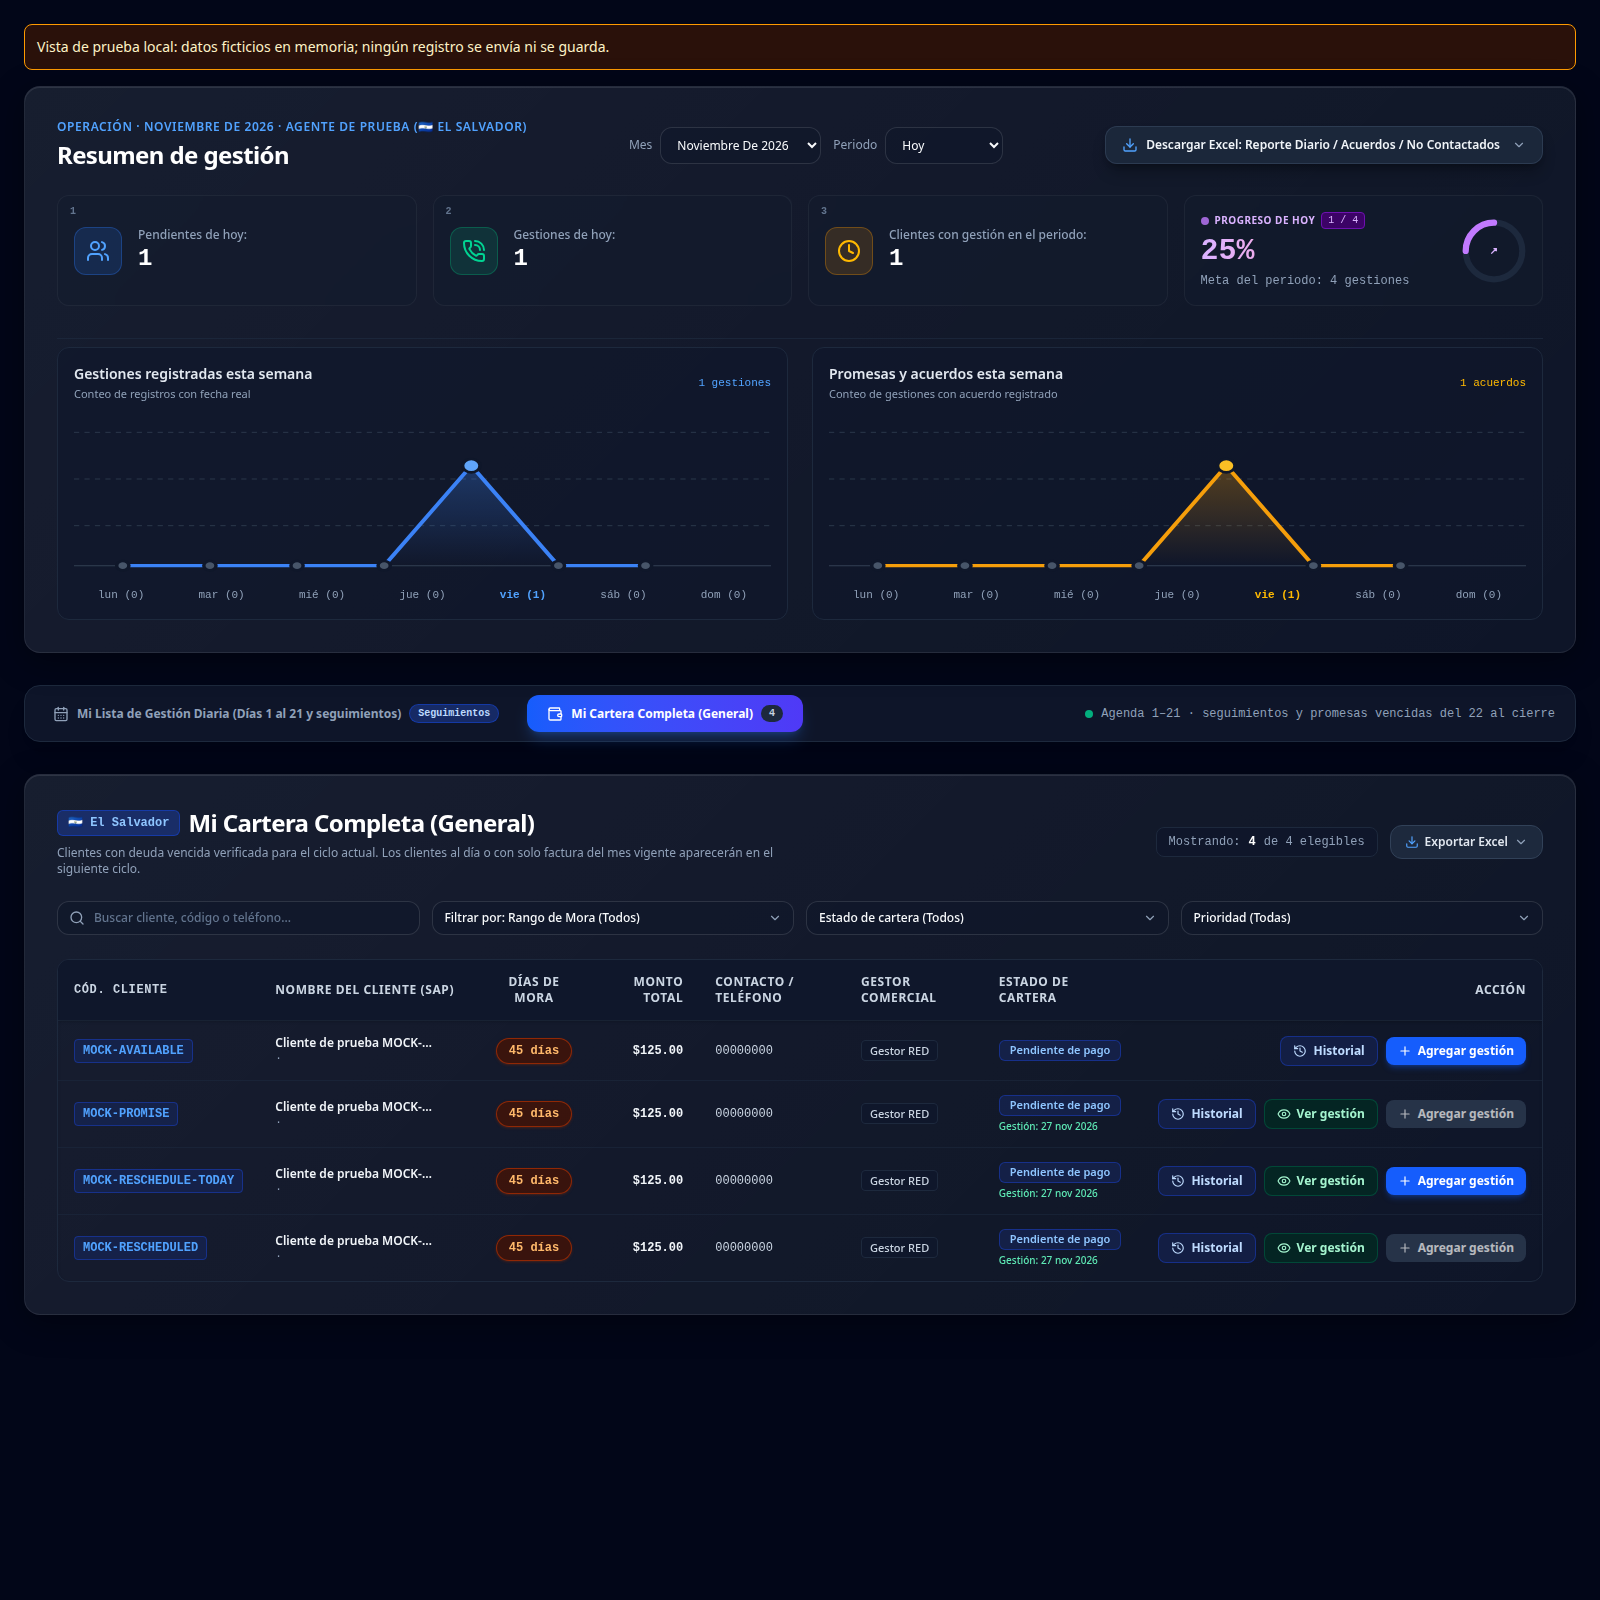 Vista de prueba local: datos ficticios en memoria; ningún registro se envía ni se guarda.
OPERACIÓN · NOVIEMBRE DE 2026 · AGENTE DE PRUEBA (🇸🇻 EL SALVADOR)
Resumen de gestión
Mes
Noviembre De 2026
Periodo
Hoy
Descargar Excel: Reporte Diario / Acuerdos / No Contactados
1
Pendientes de hoy:
1
2
Gestiones de hoy:
1
3
Clientes con gestión en el periodo:
1
PROGRESO DE HOY
1 / 4
25%
Meta del periodo: 4 gestiones
↗
Gestiones registradas esta semana
Conteo de registros con fecha real
1 gestiones
lun (0) mar (0) mié (0) jue (0) vie (1) sáb (0) dom (0)
Promesas y acuerdos esta semana
Conteo de gestiones con acuerdo registrado
1 acuerdos
lun (0) mar (0) mié (0) jue (0) vie (1) sáb (0) dom (0)
Mi Lista de Gestión Diaria (Días 1 al 21 y seguimientos) Seguimientos
Mi Cartera Completa (General) 4
Agenda 1–21 · seguimientos y promesas vencidas del 22 al cierre
🇸🇻 El Salvador
Mi Cartera Completa (General)
Clientes con deuda vencida verificada para el ciclo actual. Los clientes al día o con solo factura del mes vigente aparecerán en el
siguiente ciclo.
Mostrando: 4 de 4 elegibles
Exportar Excel
Buscar cliente, código o teléfono...
Filtrar por: Rango de Mora (Todos)
Estado de cartera (Todos)
Prioridad (Todas)
CÓD. CLIENTE
NOMBRE DEL CLIENTE (SAP)
DÍAS DE
MORA
MONTO
TOTAL
CONTACTO /
TELÉFONO
GESTOR
COMERCIAL
ESTADO DE
CARTERA
ACCIÓN
MOCK-AVAILABLE
Cliente de prueba MOCK-...
·
45 días
$125.00
00000000
Gestor RED
Pendiente de pago
Historial
Agregar gestión
MOCK-PROMISE
Cliente de prueba MOCK-...
·
45 días
$125.00
00000000
Gestor RED
Pendiente de pago
Gestión: 27 nov 2026
Historial
Ver gestión
Agregar gestión
MOCK-RESCHEDULE-TODAY
Cliente de prueba MOCK-...
·
45 días
$125.00
00000000
Gestor RED
Pendiente de pago
Gestión: 27 nov 2026
Historial
Ver gestión
Agregar gestión
MOCK-RESCHEDULED
Cliente de prueba MOCK-...
·
45 días
$125.00
00000000
Gestor RED
Pendiente de pago
Gestión: 27 nov 2026
Historial
Ver gestión
Agregar gestión